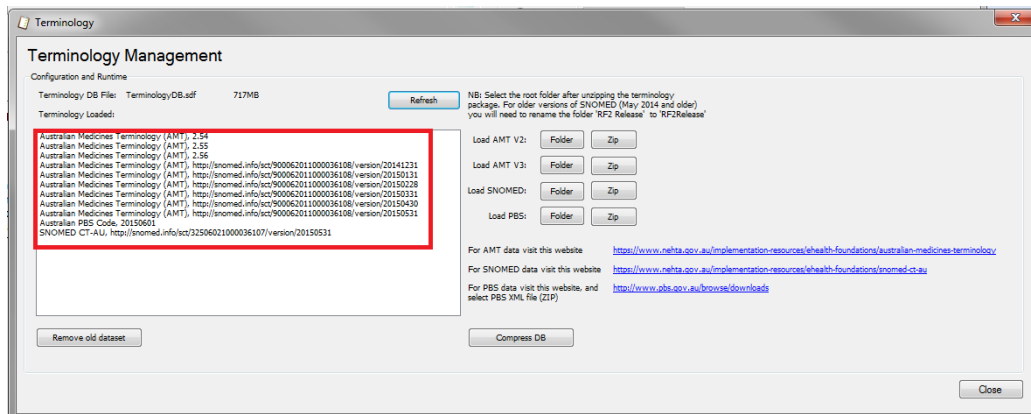 Terminology
Terminology Management
Configuration and Runtime
Terminology DB File: TerminologyDB.sdf 717MB
Refresh
Terminology Loaded:
Australian Medicines Terminology (AMT), 2.54
Australian Medicines Terminology (AMT), 2.55
Australian Medicines Terminology (AMT), 2.56
Australian Medicines Terminology (AMT), http://snomed.info/sct/900062011000036108/version/20141231
Australian Medicines Terminology (AMT), http://snomed.info/sct/900062011000036108/version/20150131
Australian Medicines Terminology (AMT), http://snomed.info/sct/900062011000036108/version/20150228
Australian Medicines Terminology (AMT), http://snomed.info/sct/900062011000036108/version/20150331
Australian Medicines Terminology (AMT), http://snomed.info/sct/900062011000036108/version/20150430
Australian Medicines Terminology (AMT), http://snomed.info/sct/900062011000036108/version/20150531
Australian PBS Code, 20150601
SNOMED CT-AU, http://snomed.info/sct/32506021000036107/version/20150531
Remove old dataset
NB: Select the root folder after unzipping the terminology
package. For older versions of SNOMED (May 2014 and older)
you will need to rename the folder 'RF2 Release' to 'RF2Release'
Load AMT V2: Folder Zip
Load AMT V3: Folder Zip
Load SNOMED: Folder Zip
Load PBS: Folder Zip
For AMT data visit this website https://www.nehta.gov.au/implementation-resources/ehealth-foundations/australian-medicines-terminology
For SNOMED data visit this website https://www.nehta.gov.au/implementation-resources/ehealth-foundations/snomed-ct-au
For PBS data visit this website, and http://www.pbs.gov.au/browse/downloads
select PBS XML file (ZIP)
Compress DB
Close